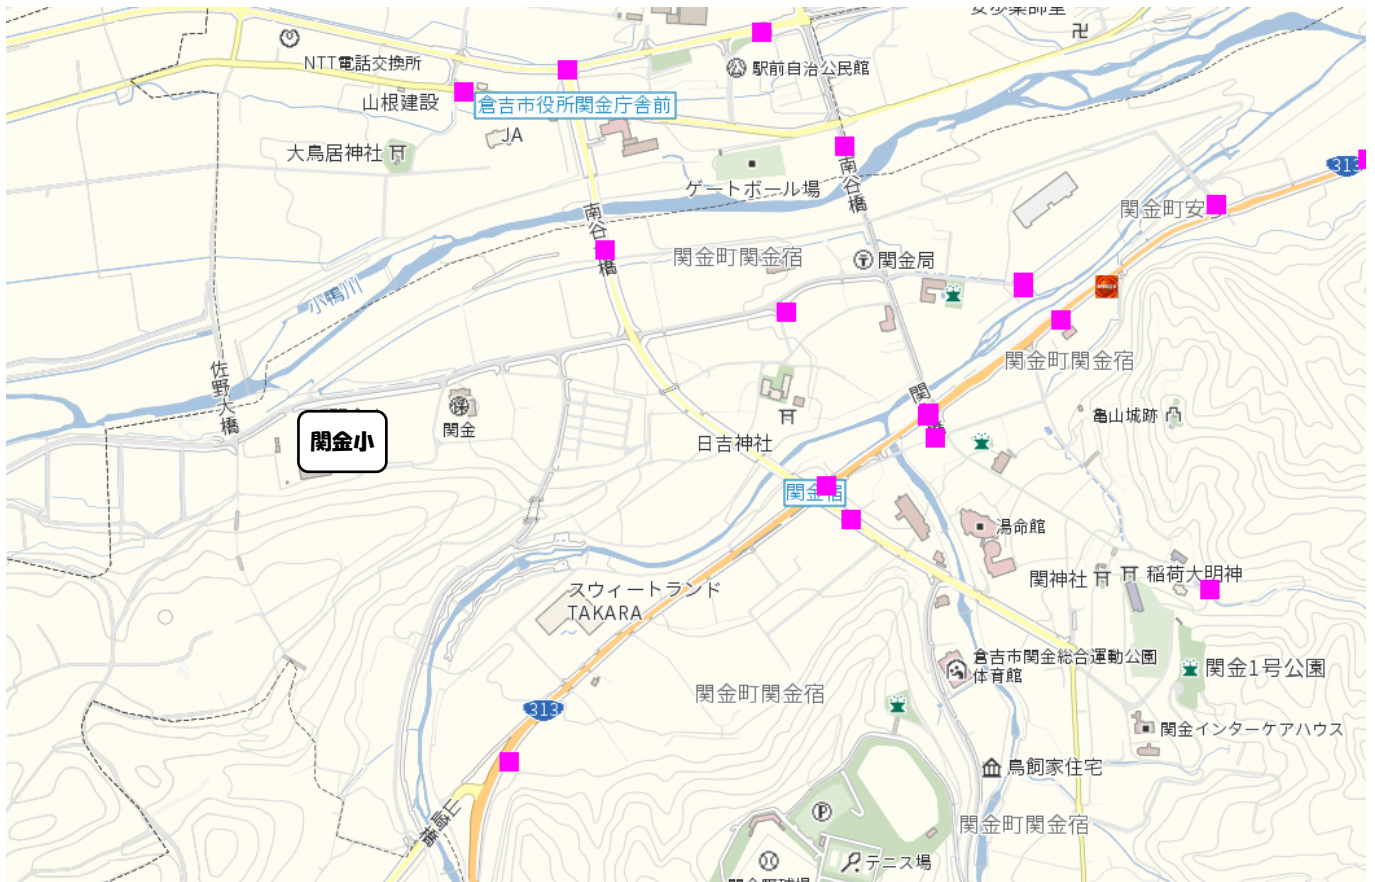 安歩薬師堂
NTT電話交換所
駅前自治公民館
山根建設
倉吉市役所関金庁舎前
JA
大鳥居神社
ゲートボール場
南谷橋
313
関金町安
南谷
橋
関金町関金宿
関金局
小鴨川
関金町関金宿
佐野大橋
関金小
関金
日吉神社
関
亀山城跡
関金宿
湯命館
関神社
稲荷大明神
スウィートランド
TAKARA
倉吉市関金総合運動公園
体育館
関金1号公園
関金町関金宿
313
関金インターケアハウス
鳥飼家住宅
関金町関金宿
テニス場